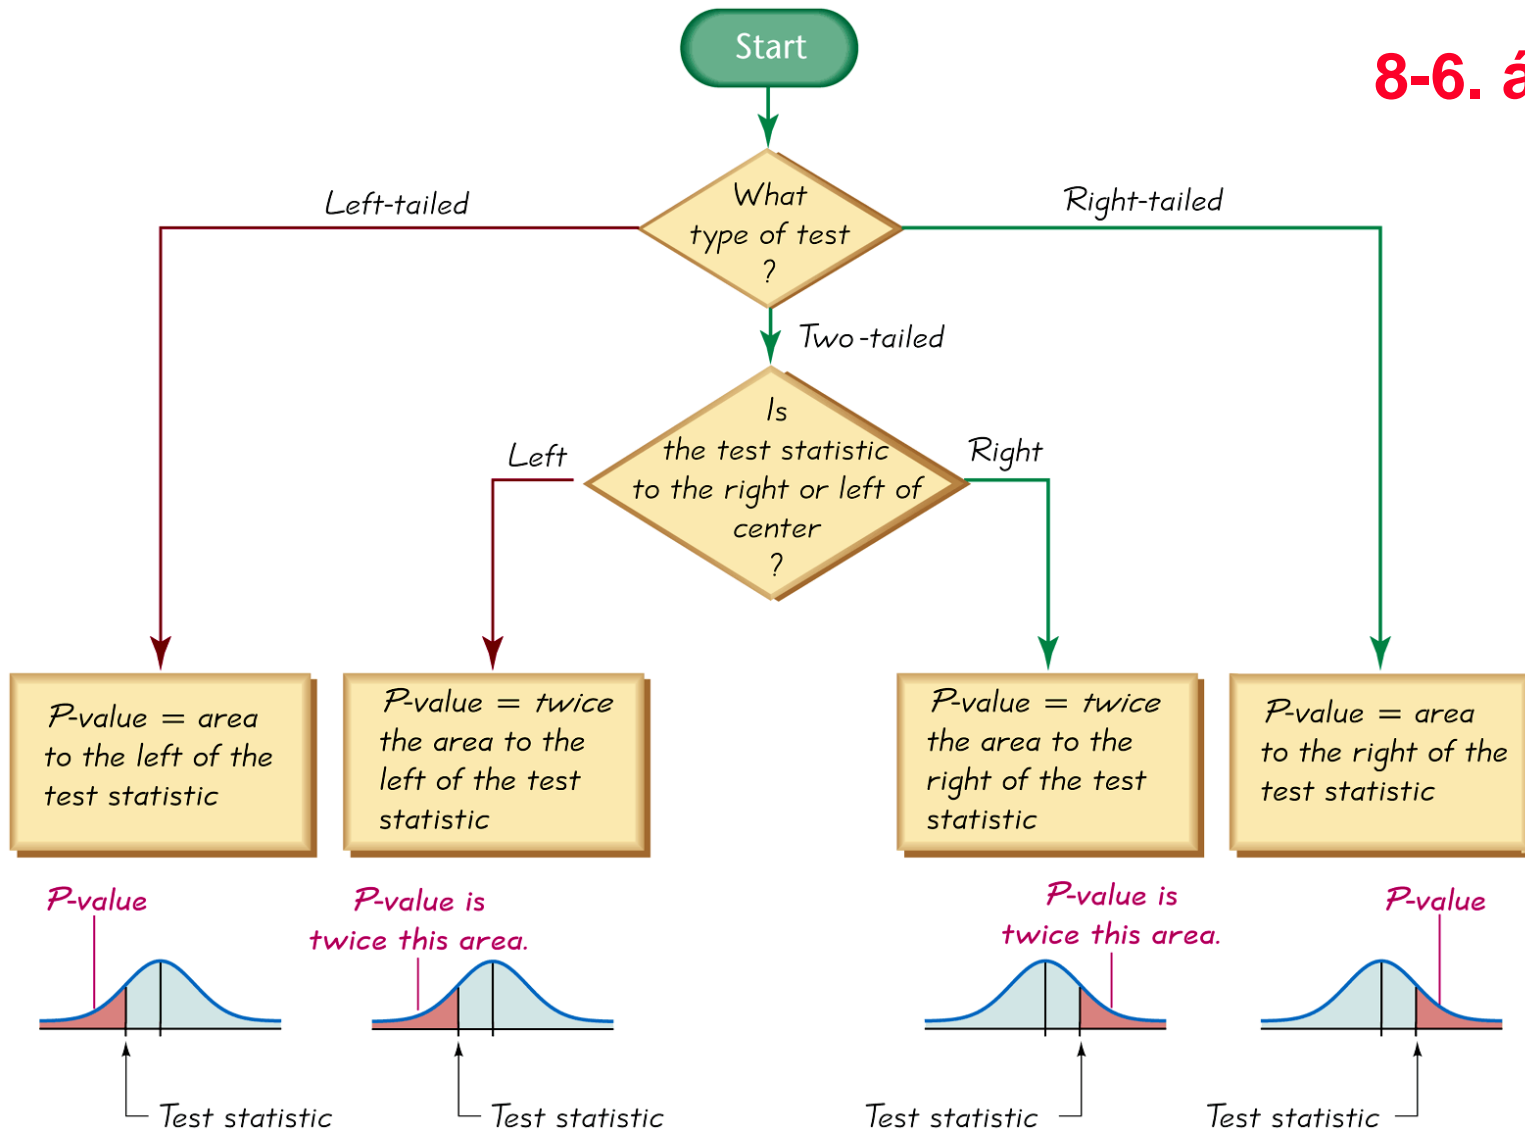 Start
8-6. á
Left-tailed
What
type of test
?
Right-tailed
Two-tailed
Is
the test statistic
to the right or left of
center
?
Left
Right
P-value = area
to the left of the
test statistic
P-value = twice
the area to the
left of the test
statistic
P-value = twice
the area to the
right of the test
statistic
P-value = area
to the right of the
test statistic
P-value
P-value is
twice this area.
P-value is
twice this area.
P-value
Test statistic
Test statistic
Test statistic
Test statistic